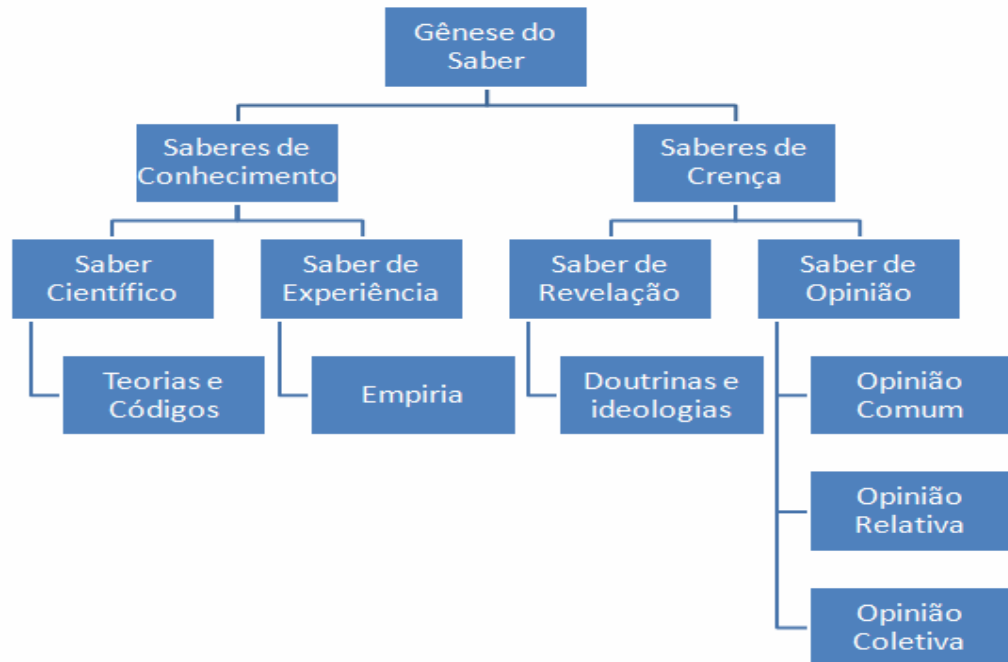 Gênese do
Saber
Saberes de
Conhecimento
Saberes de
Crença
Saber
Científico
Saber de
Experiência
Saber de
Revelação
Saber de
Opinião
Teorias e
Códigos
Empiria
Doutrinas e
ideologias
Opinião
Comum
Opinião
Relativa
Opinião
Coletiva